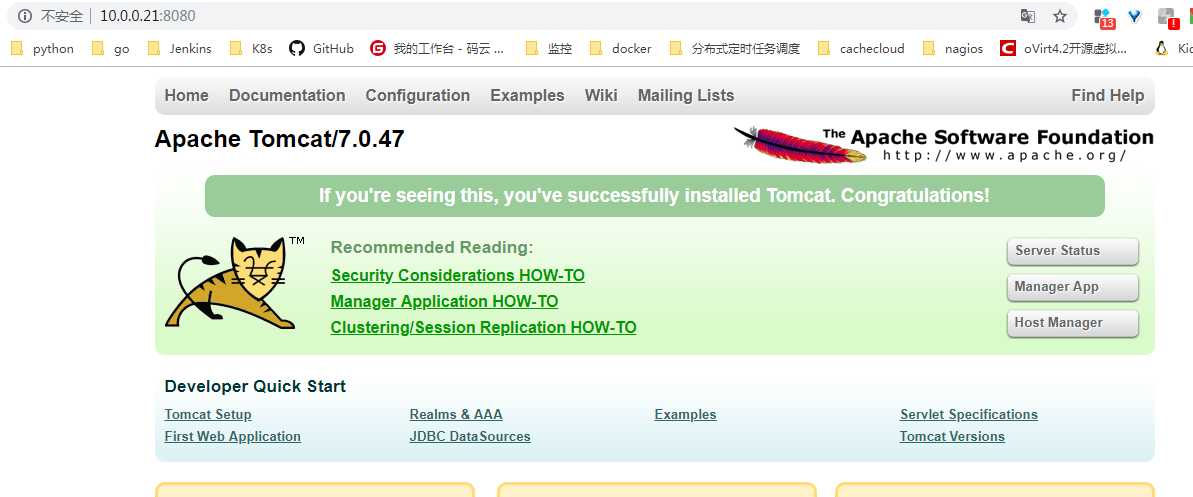 不安全 10.0.0.21:8080
13
python go Jenkins K8s GitHub 我的工作台 - 码云 ... 监控 docker 分布式定时任务调度 cachecloud nagios oVirt4.2开源虚拟... Kic
Home Documentation Configuration Examples Wiki Mailing Lists Find Help
Apache Tomcat/7.0.47
The Apache Software Foundation
http://www.apache.org/
If you're seeing this, you've successfully installed Tomcat. Congratulations!
TM
Recommended Reading:
Security Considerations HOW-TO
Manager Application HOW-TO
Clustering/Session Replication HOW-TO
Server Status
Manager App
Host Manager
Developer Quick Start
Tomcat Setup Realms & AAA Examples Servlet Specifications
First Web Application JDBC DataSources Tomcat Versions